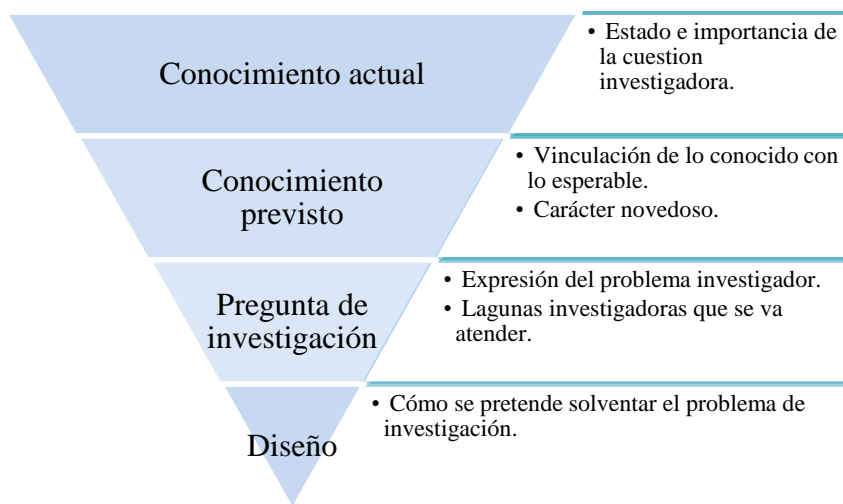 Conocimiento actual
• Estado e importancia de
la cuestion
investigadora.
Conocimiento
previsto
• Vinculación de lo conocido con
lo esperable.
• Carácter novedoso.
Pregunta de
investigación
• Expresión del problema investigador.
• Lagunas investigadoras que se va
atender.
Diseño
• Cómo se pretende solventar el problema de
investigación.